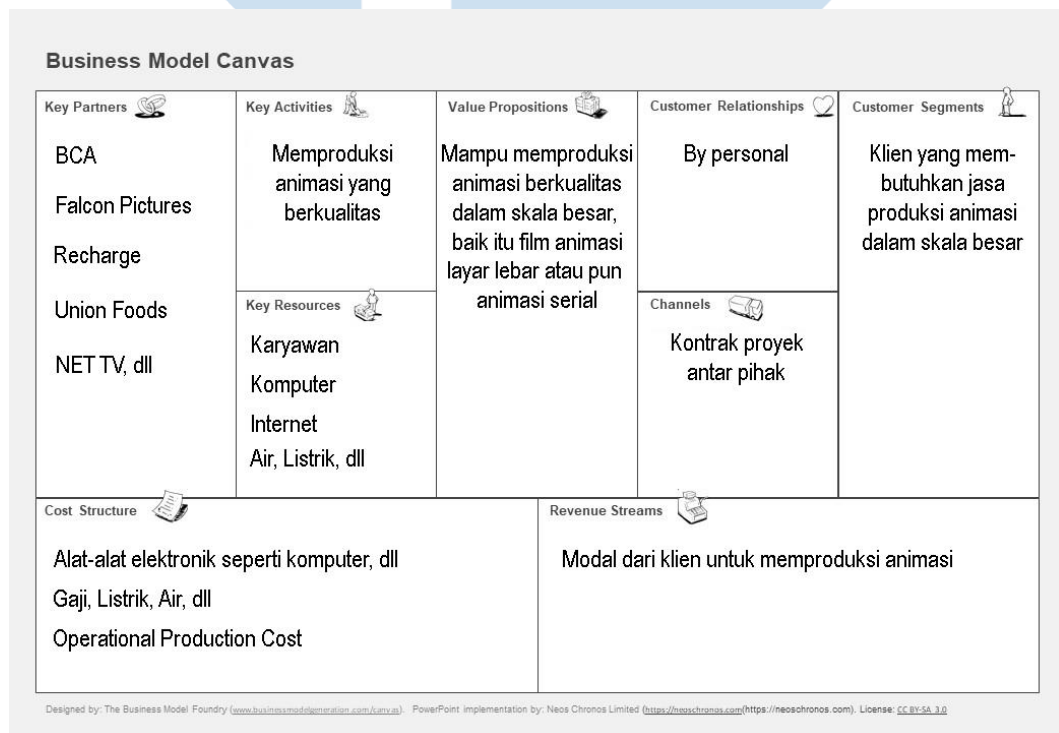 Business Model Canvas
Key Partners
BCA
Falcon Pictures
Recharge
Union Foods
NET TV, dll
Key Activities
Memproduksi
animasi yang
berkualitas
Key Resources
Karyawan
Komputer
Internet
Air, Listrik, dll
Value Propositions
Mampu memproduksi
animasi berkualitas
dalam skala besar,
baik itu film animasi
layar lebar atau pun
animasi serial
Customer Relationships
By personal
Channels
Kontrak proyek
antar pihak
Customer Segments
Klien yang mem-
butuhkan jasa
produksi animasi
dalam skala besar
Cost Structure
Alat-alat elektronik seperti komputer, dll
Gaji, Listrik, Air, dll
Operational Production Cost
Revenue Streams
Modal dari klien untuk memproduksi animasi
Designed by: The Business Model Foundry (www.businessmodelgeneration.com/canvas). PowerPoint implementation by: Neos Chronos Limited (https://neoschronos.com(https://neoschronos.com). License: CC BY-SA 3.0